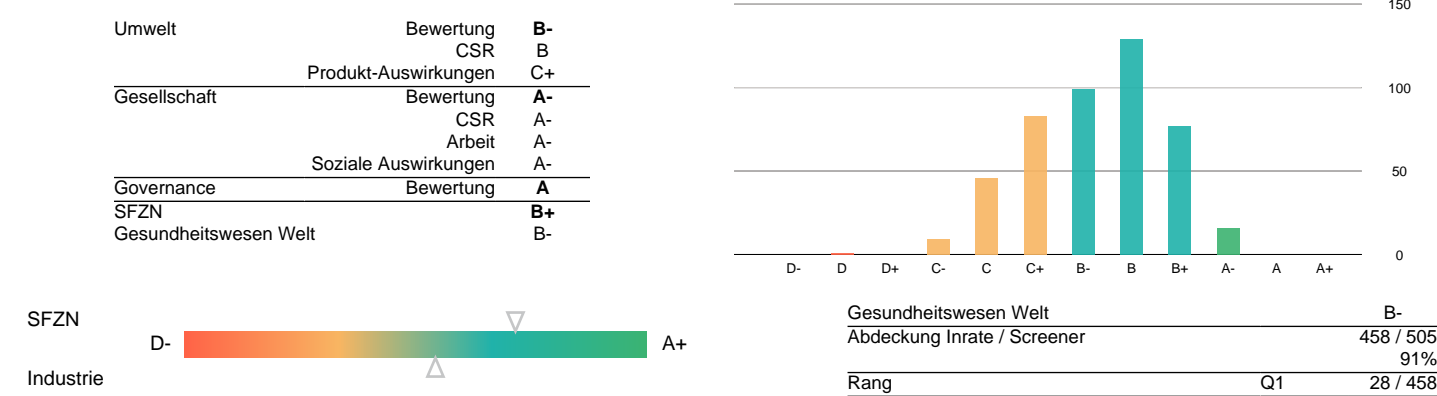 Umwelt Bewertung B-
CSR B
Produkt-Auswirkungen C+
Gesellschaft Bewertung A-
CSR A-
Arbeit A-
Soziale Auswirkungen A-
Governance Bewertung A
SFZN B+
Gesundheitswesen Welt B-
150
100
50
0
D- D D+ C- C C+ B- B B+ A- A A+
SFZN
D- A+
Industrie
Gesundheitswesen Welt B-
Abdeckung Inrate / Screener 458 / 505
91%
Rang Q1 28 / 458